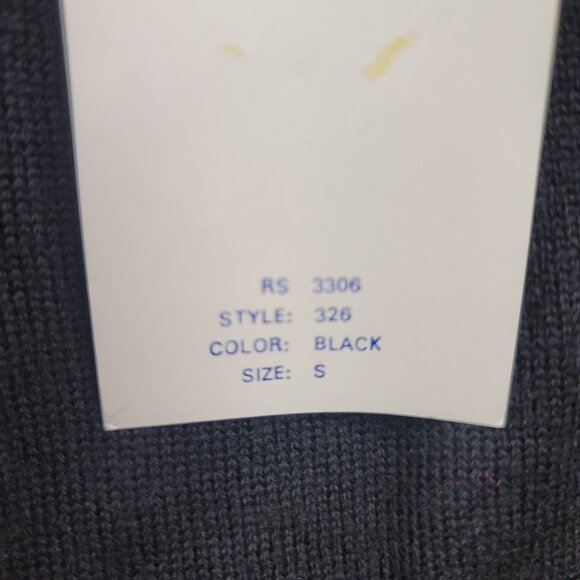 RS 3306
STYLE: 326
COLOR: BLACK
SIZE: S